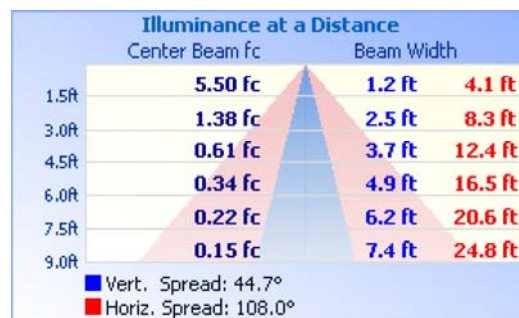 Illuminance at a Distance
Center Beam fc Beam Width
1.5ft 5.50 fc 1.2 ft 4.1 ft
3.0ft 1.38 fc 2.5 ft 8.3 ft
4.5ft 0.61 fc 3.7 ft 12.4 ft
6.0ft 0.34 fc 4.9 ft 16.5 ft
7.5ft 0.22 fc 6.2 ft 20.6 ft
9.0ft 0.15 fc 7.4 ft 24.8 ft
Vert. Spread: 44.7°
Horiz. Spread: 108.0°